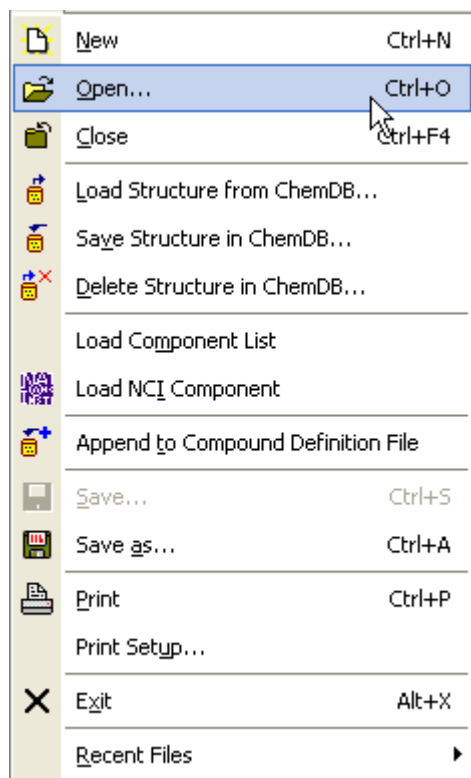 New Ctrl+N
Open... Ctrl+O
Close Ctrl+F4
Load Structure from ChemDB...
Save Structure in ChemDB...
Delete Structure in ChemDB...
Load Component List
Load NCI Component
Append to Compound Definition File
Save... Ctrl+S
Save as... Ctrl+A
Print Ctrl+P
Print Setup...
Exit Alt+X
Recent Files